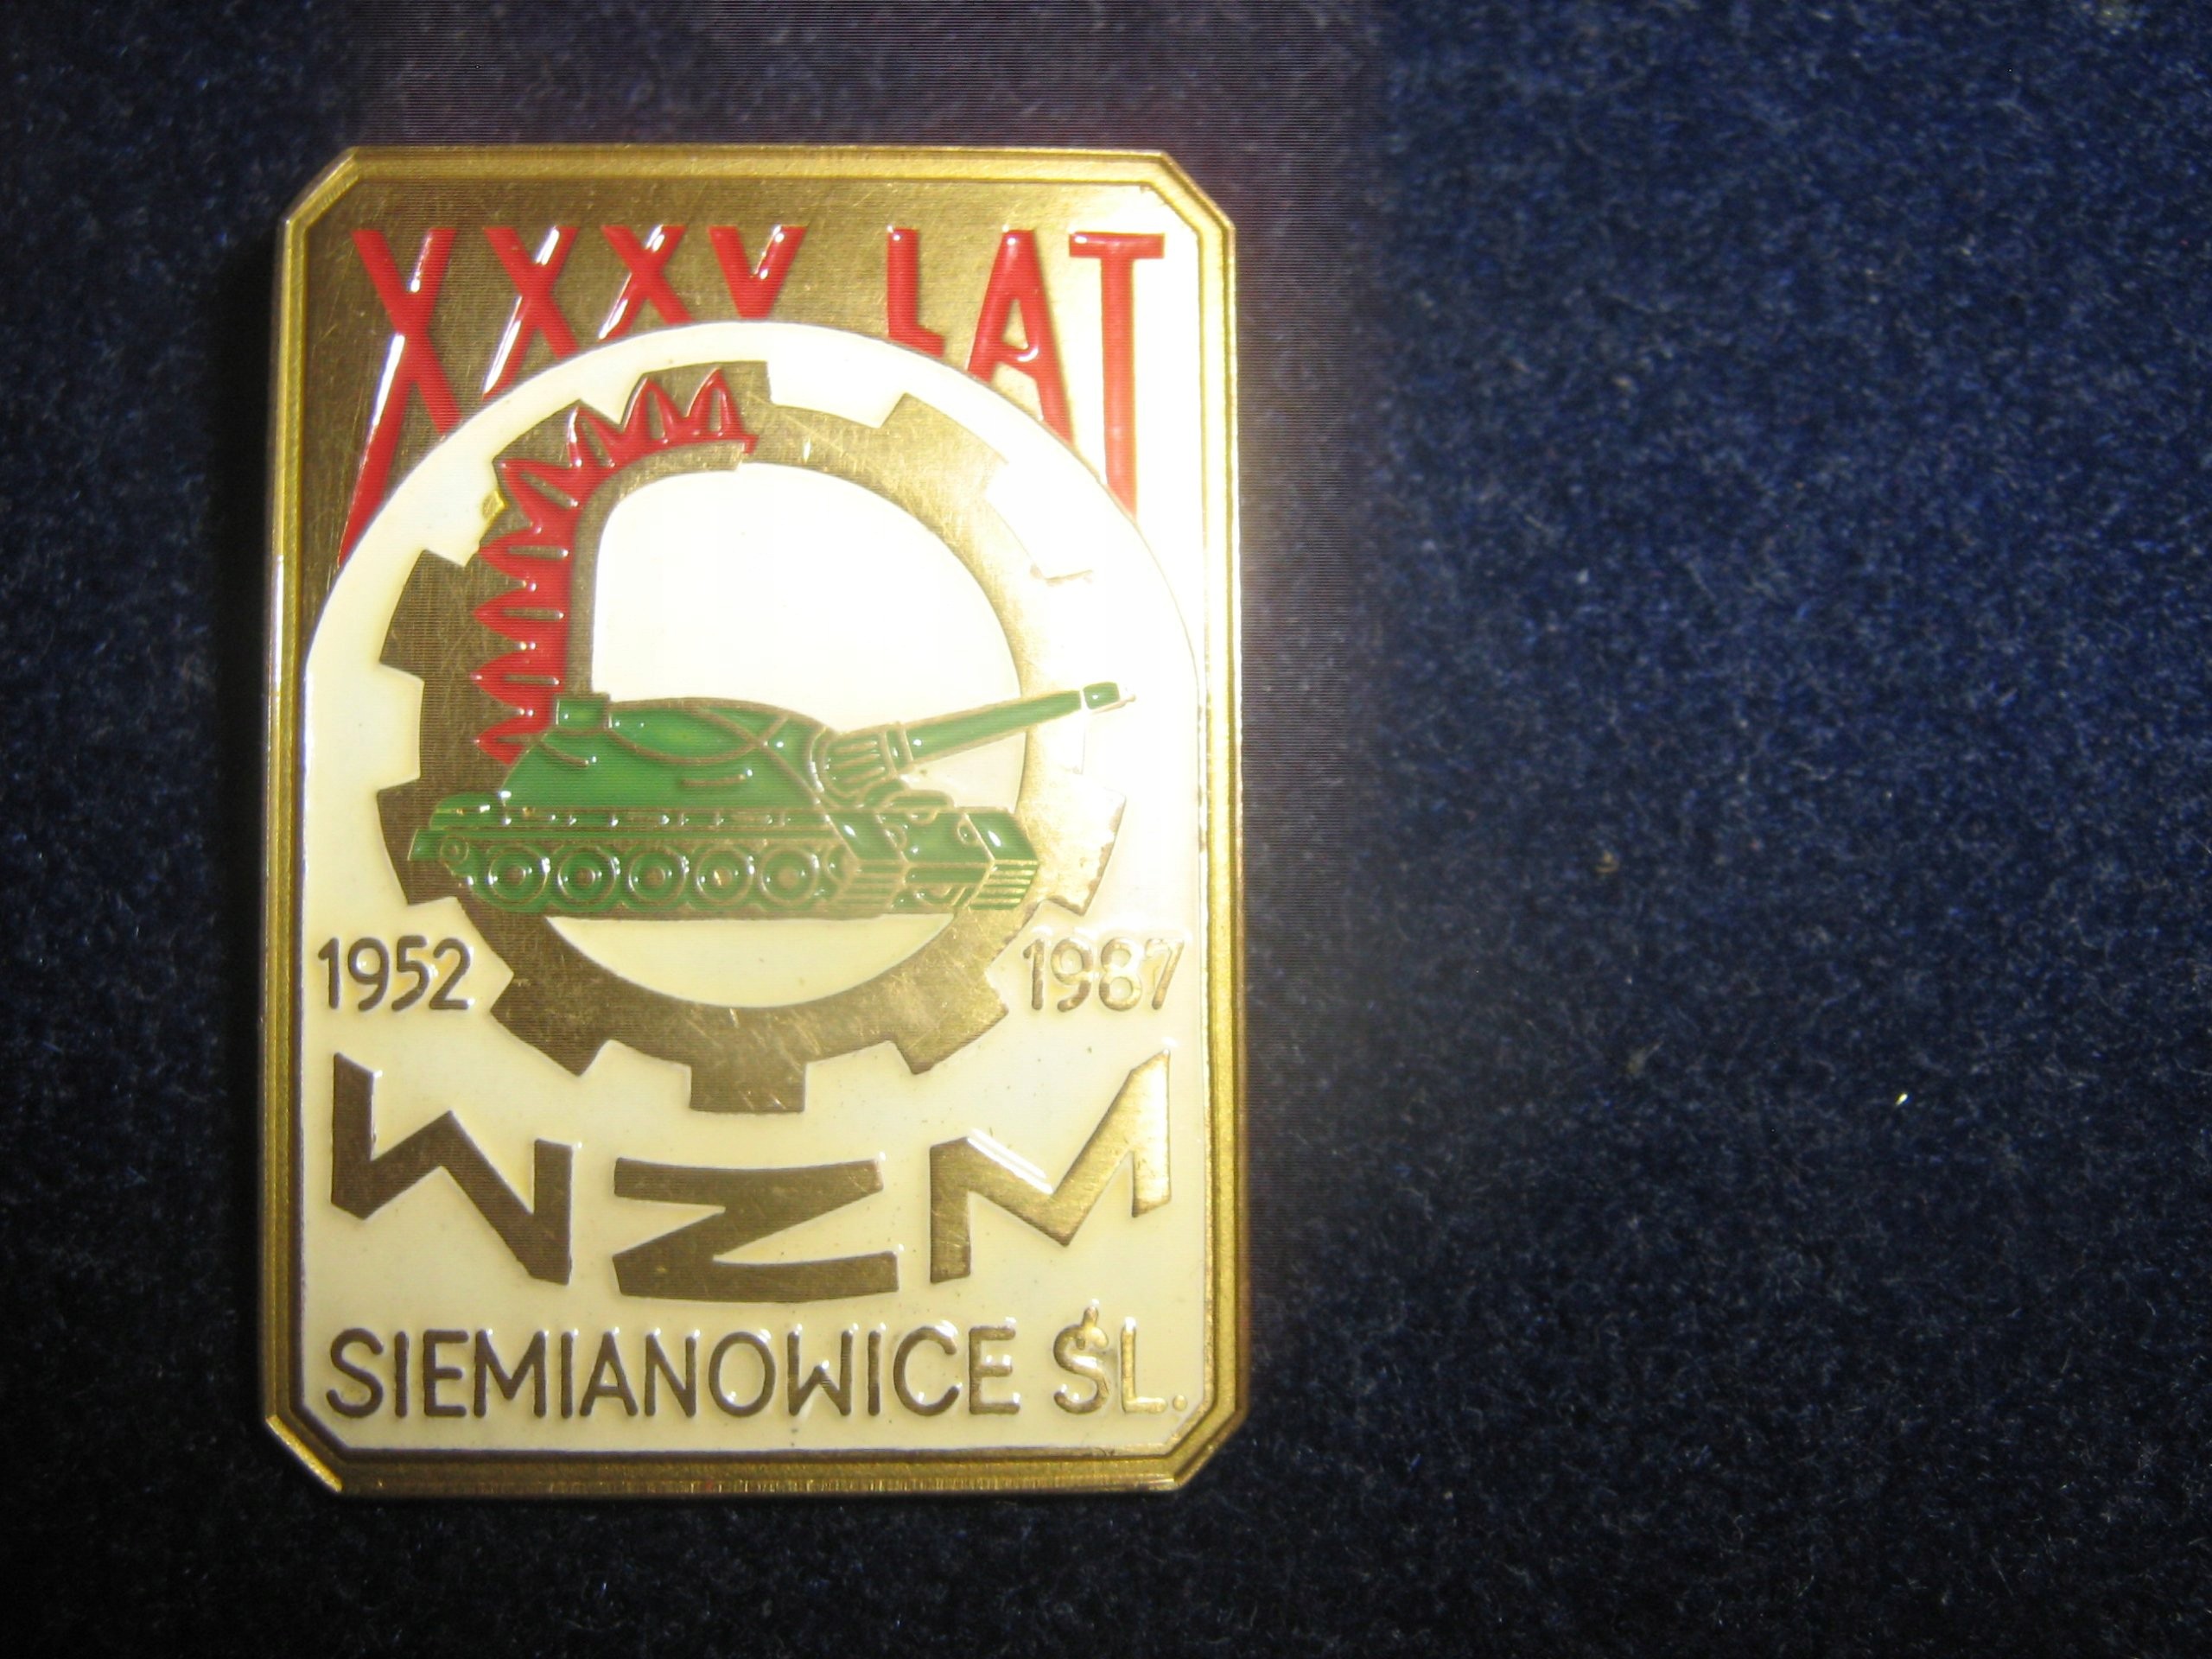 XXXV LAT
1952 1987
WZM
SIEMIANOWICE ŚL.